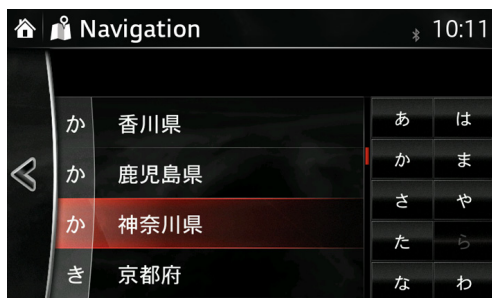 Navigation 10:11
か 香川県
か 鹿児島県
か 神奈川県
き 京都府
あ は
か ま
さ や
た ら
な わ